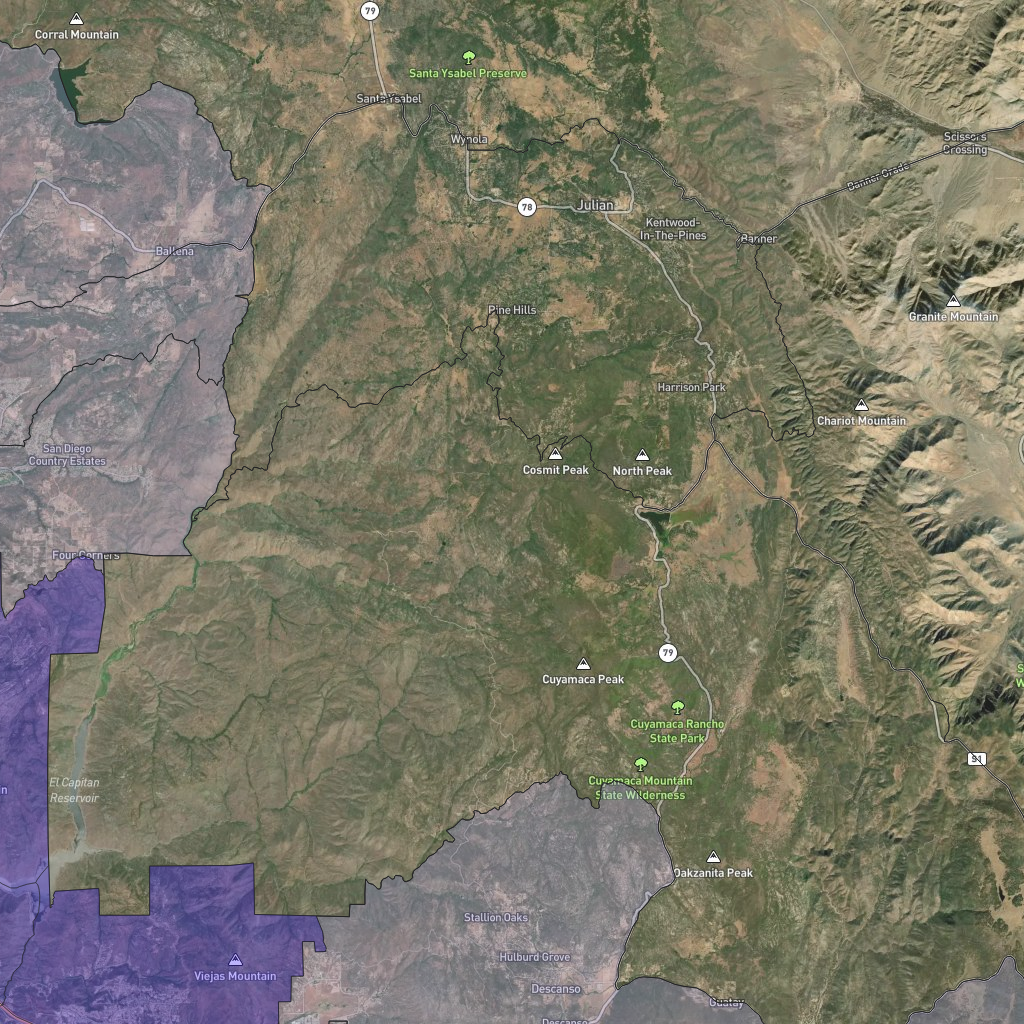 79
Corral Mountain
Santa Ysabel Preserve
Santa Ysabel
Wynola
Scissors
Crossing
Banner Grade
78
Julian
Kentwood-
In-The-Pines
Banner
Ballena
Pine Hills
Granite Mountain
Harrison Park
Chariot Mountain
San Diego
Country Estates
Cosmit Peak
North Peak
Four Corners
79
Cuyamaca Peak
Cuyamaca Rancho
State Park
S1
Cuyamaca Mountain
State Wilderness
El Capitan
Reservoir
Oakzanita Peak
Stallion Oaks
Hulburd Grove
Viejas Mountain
Descanso
Guatay
Descanso